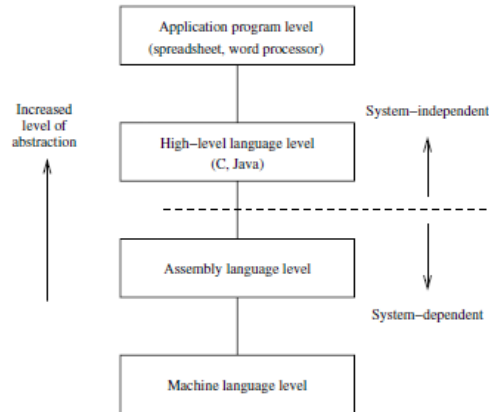 Application program level
(spreadsheet, word processor)
Increased
level of
abstraction
System−independent
High−level language level
(C, Java)
Assembly language level
System−dependent
Machine language level